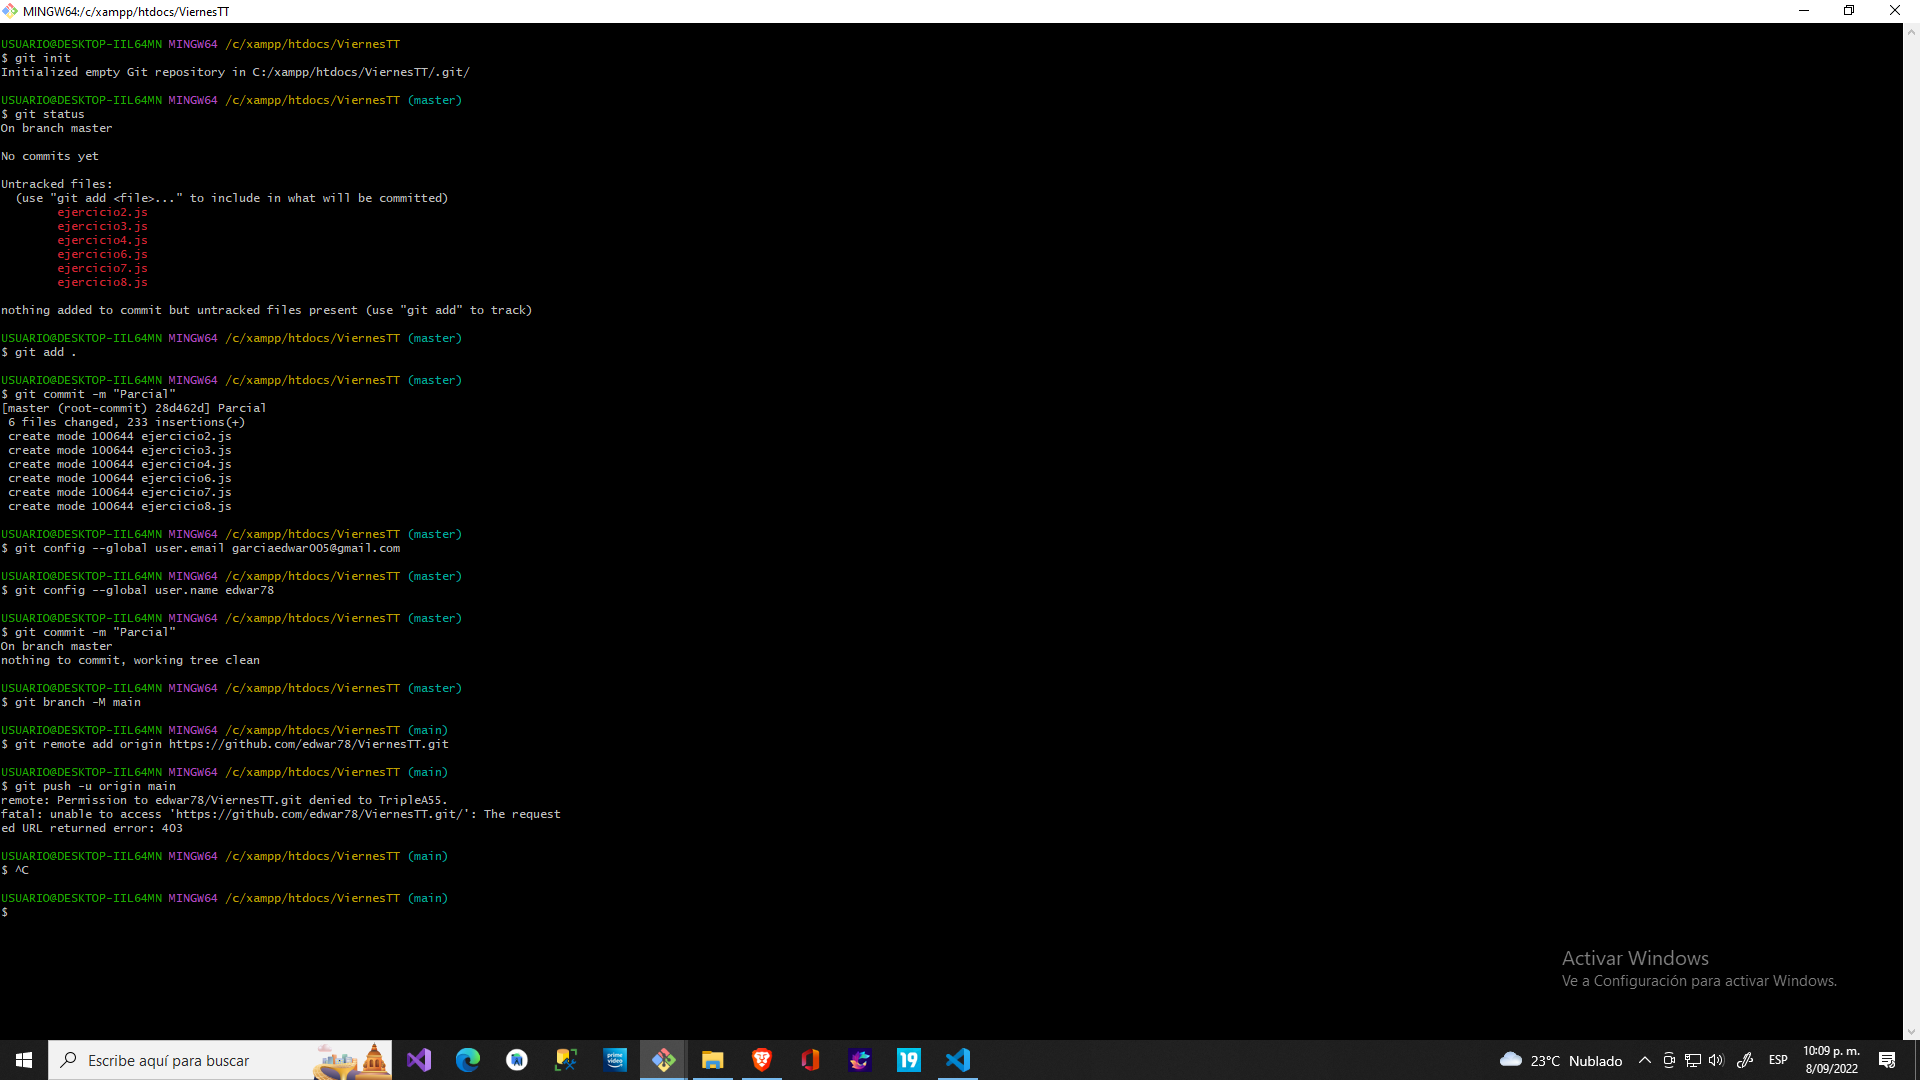 MINGW64:/c/xampp/htdocs/ViernesTT
USUARIO@DESKTOP-IIL64MN MINGW64 /c/xampp/htdocs/ViernesTT
$ git init
Initialized empty Git repository in C:/xampp/htdocs/ViernesTT/.git/
USUARIO@DESKTOP-IIL64MN MINGW64 /c/xampp/htdocs/ViernesTT (master)
$ git status
On branch master
No commits yet
Untracked files:
(use "git add <file>..." to include in what will be committed)
ejercicio2.js
ejercicio3.js
ejercicio4.js
ejercicio6.js
ejercicio7.js
ejercicio8.js
nothing added to commit but untracked files present (use "git add" to track)
USUARIO@DESKTOP-IIL64MN MINGW64 /c/xampp/htdocs/ViernesTT (master)
$ git add .
USUARIO@DESKTOP-IIL64MN MINGW64 /c/xampp/htdocs/ViernesTT (master)
$ git commit -m "Parcial"
[master (root-commit) 28d462d] Parcial
6 files changed, 233 insertions(+)
create mode 100644 ejercicio2.js
create mode 100644 ejercicio3.js
create mode 100644 ejercicio4.js
create mode 100644 ejercicio6.js
create mode 100644 ejercicio7.js
create mode 100644 ejercicio8.js
USUARIO@DESKTOP-IIL64MN MINGW64 /c/xampp/htdocs/ViernesTT (master)
$ git config --global user.email garciaedwar005@gmail.com
USUARIO@DESKTOP-IIL64MN MINGW64 /c/xampp/htdocs/ViernesTT (master)
$ git config --global user.name edwar78
USUARIO@DESKTOP-IIL64MN MINGW64 /c/xampp/htdocs/ViernesTT (master)
$ git commit -m "Parcial"
On branch master
nothing to commit, working tree clean
USUARIO@DESKTOP-IIL64MN MINGW64 /c/xampp/htdocs/ViernesTT (master)
$ git branch -M main
USUARIO@DESKTOP-IIL64MN MINGW64 /c/xampp/htdocs/ViernesTT (main)
$ git remote add origin https://github.com/edwar78/ViernesTT.git
USUARIO@DESKTOP-IIL64MN MINGW64 /c/xampp/htdocs/ViernesTT (main)
$ git push -u origin main
remote: Permission to edwar78/ViernesTT.git denied to TripleA55.
fatal: unable to access 'https://github.com/edwar78/ViernesTT.git/': The request
ed URL returned error: 403
USUARIO@DESKTOP-IIL64MN MINGW64 /c/xampp/htdocs/ViernesTT (main)
$ ^C
USUARIO@DESKTOP-IIL64MN MINGW64 /c/xampp/htdocs/ViernesTT (main)
$
Activar Windows
Ve a Configuración para activar Windows.
Escribe aquí para buscar
prime video
19
23°C Nublado
ESP
10:09 p. m.
8/09/2022